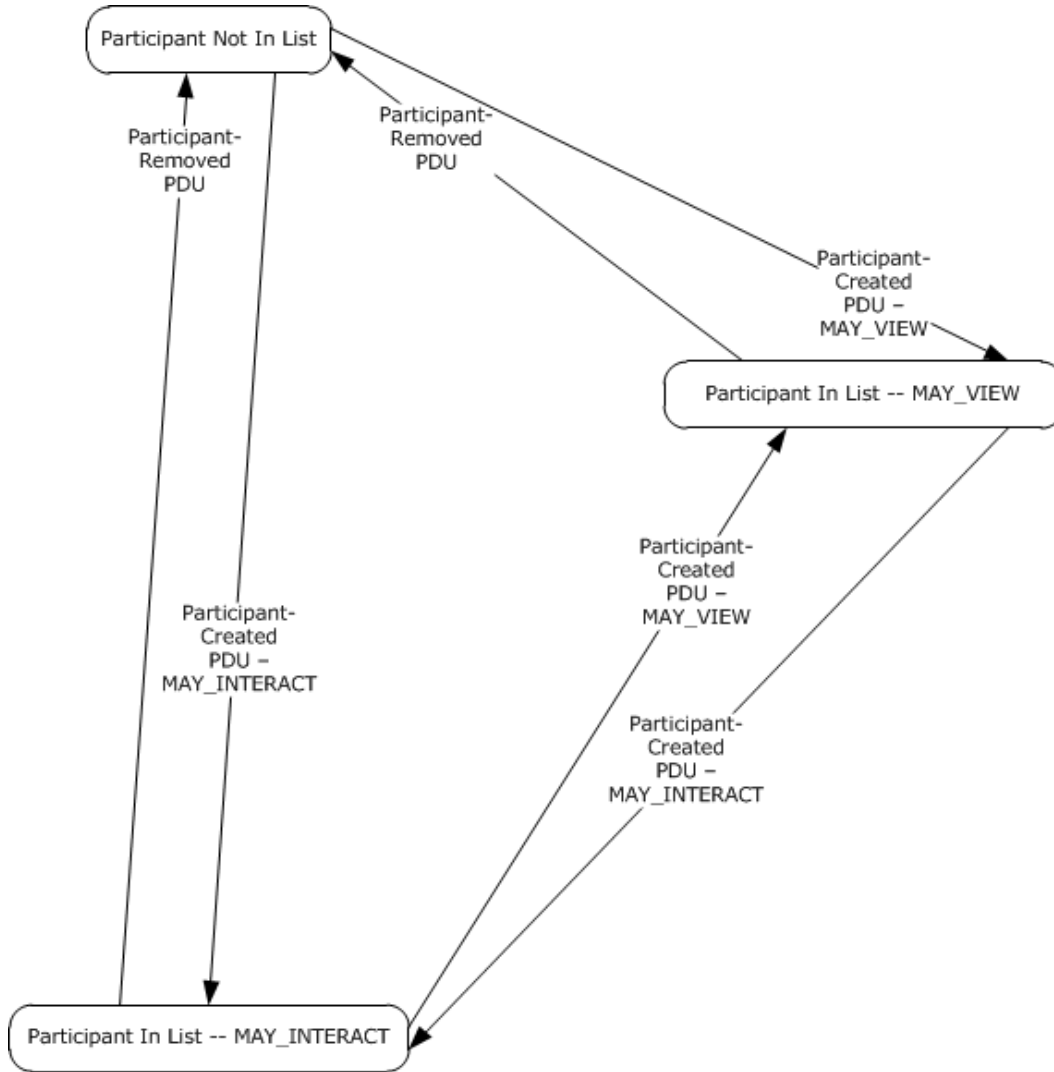 Participant Not In List
Participant-
Removed
PDU
Participant-
Removed
PDU
Participant-
Created
PDU –
MAY_VIEW
Participant In List -- MAY_VIEW
Participant-
Created
PDU –
MAY_VIEW
Participant-
Created
PDU –
MAY_INTERACT
Participant-
Created
PDU –
MAY_INTERACT
Participant In List -- MAY_INTERACT